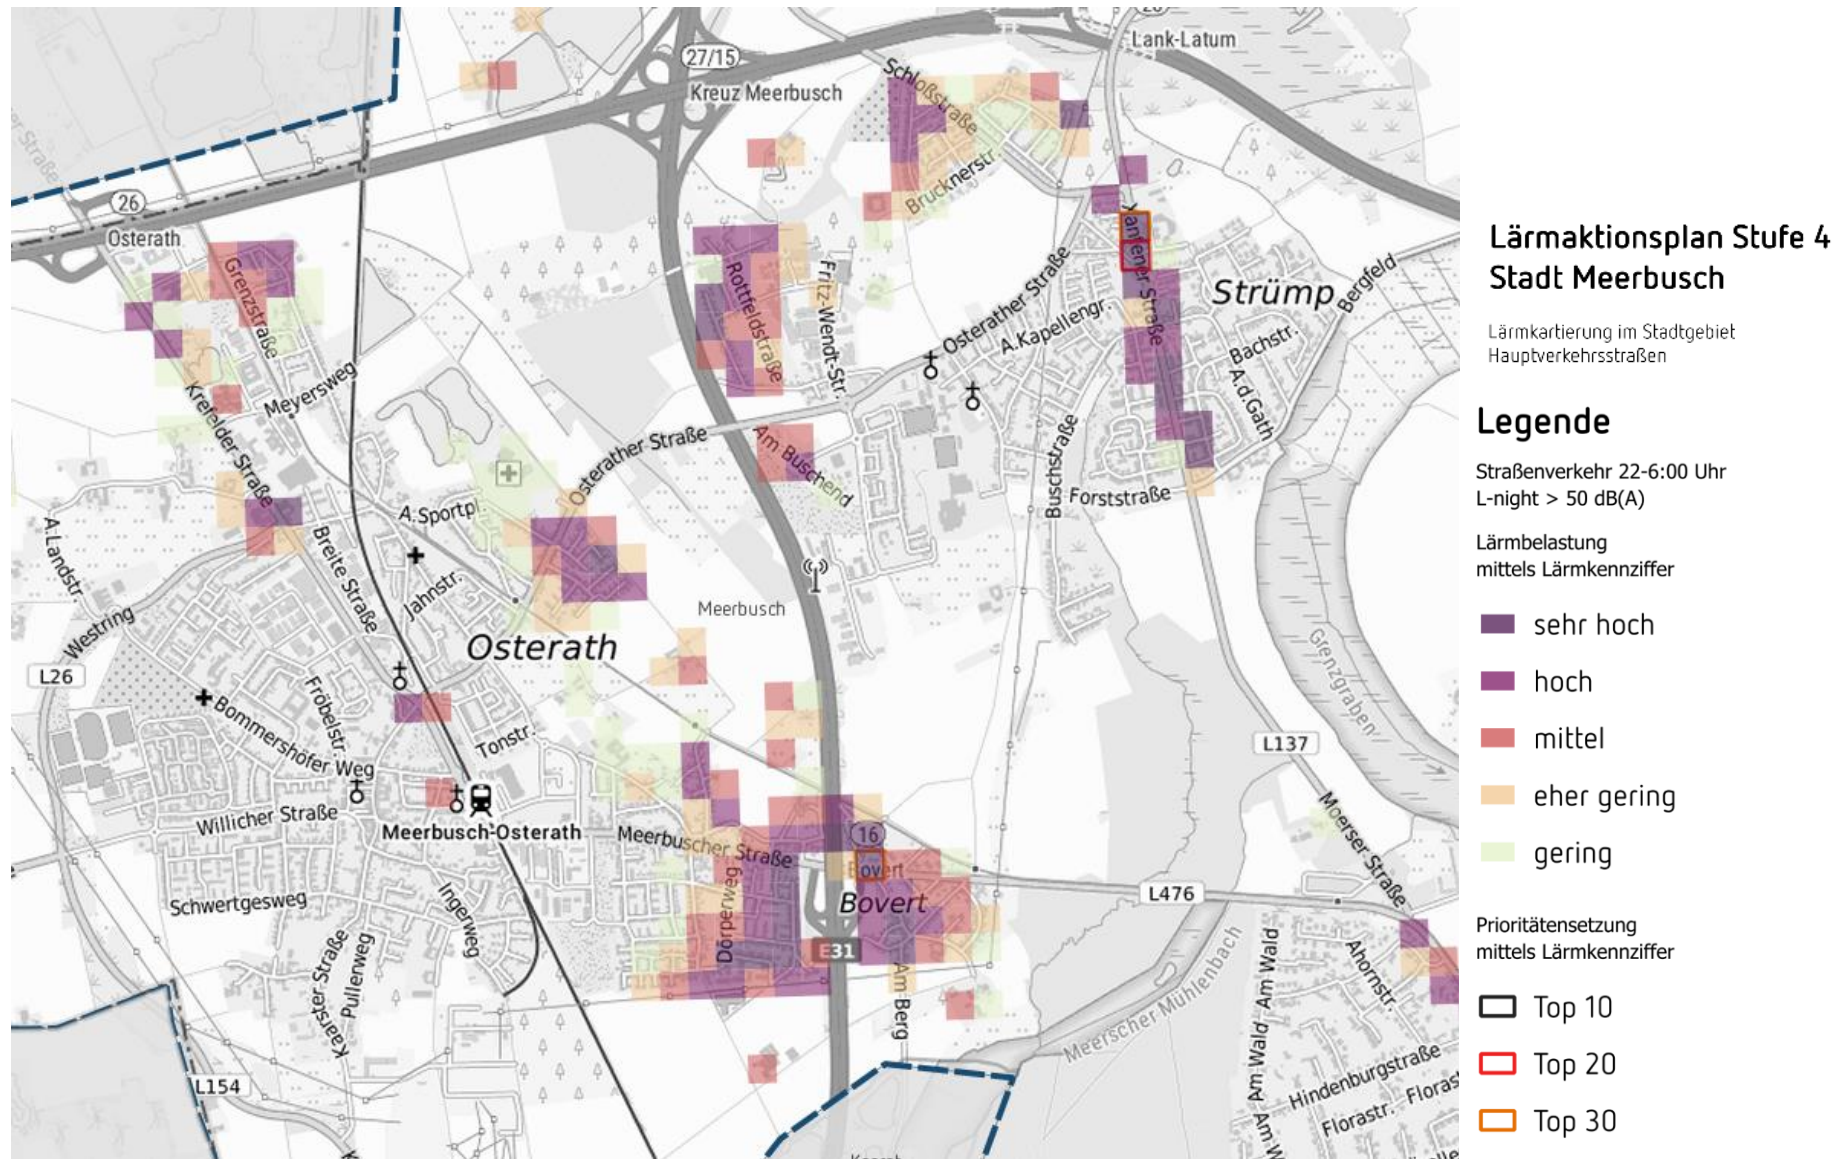 27/15
Kreuz Meerbusch
Lank-Latum
Schloßstraße
Brucknerstr.
26
Osterath
Grenzstraße
Rottfeldstraße
Fritz-Wendt-Str.
Xantener Straße
Osterather Straße
A.Kapellengr.
Strümp
Bergfeld
Bachstr.
A.d.Gath
Meyersweg
Krefelder Straße
Osterather Straße
Am Buschend
Buschstraße
Forststraße
A.Sportpl.
A.Landstr.
Breite Straße
Jahnstr.
Westring
Meerbusch
Osterath
L26
Fröbelstr.
Bommershöfer Weg
Tonstr.
Grenzgraben
L137
Willicher Straße
Meerbusch-Osterath
Meerbuscher Straße
16
Bovert
Bovert
Moerser Straße
L476
Schwertgesweg
Ingerweg
Dörperweg
E31
Am Berg
Kaarster Straße
Pullerweg
Meerscher Mühlenbach
Am Wald
Am Wald
Ahornstr.
L154
Hindenburgstraße
Florastr.
Lärmaktionsplan Stufe 4
Stadt Meerbusch
Lärmkartierung im Stadtgebiet
Hauptverkehrsstraßen
Legende
Straßenverkehr 22-6:00 Uhr
L-night > 50 dB(A)
Lärmbelastung
mittels Lärmkennziffer
sehr hoch
hoch
mittel
eher gering
gering
Prioritätensetzung
mittels Lärmkennziffer
Top 10
Top 20
Top 30